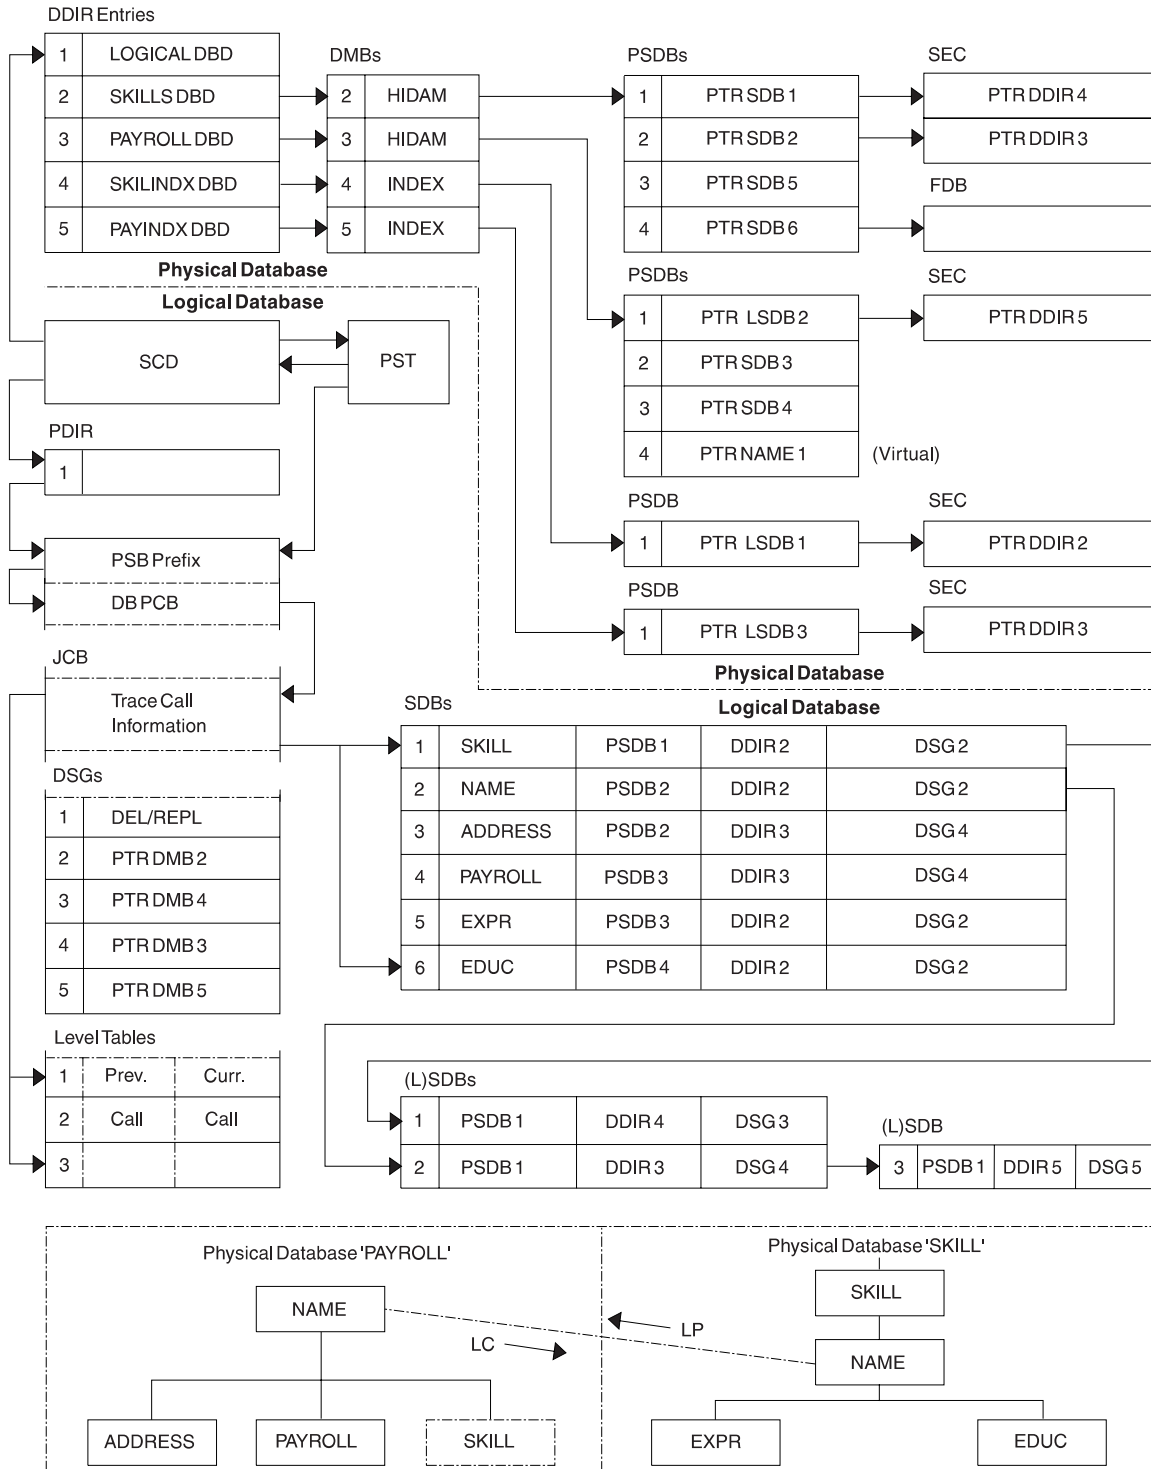 DDIR Entries
1 LOGICAL DBD
2 SKILLS DBD
3 PAYROLL DBD
4 SKILINDX DBD
5 PAYINDX DBD
DMBs
2 HIDAM
3 HIDAM
4 INDEX
5 INDEX
PSDBs
1 PTR SDB 1
2 PTR SDB 2
3 PTR SDB 5
4 PTR SDB 6
SEC
PTR DDIR 4
PTR DDIR 3
FDB
Physical Database
Logical Database
SCD
PST
PSDBs
1 PTR LSDB 2
2 PTR SDB 3
3 PTR SDB 4
4 PTR NAME 1
(Virtual)
SEC
PTR DDIR 5
PDIR
1
PSB Prefix
DB PCB
PSDB
1 PTR LSDB 1
SEC
PTR DDIR 2
PSDB
1 PTR LSDB 3
SEC
PTR DDIR 3
Physical Database
Logical Database
JCB
Trace Call
Information
SDBs
1 SKILL PSDB 1 DDIR 2 DSG 2
2 NAME PSDB 2 DDIR 2 DSG 2
3 ADDRESS PSDB 2 DDIR 3 DSG 4
4 PAYROLL PSDB 3 DDIR 3 DSG 4
5 EXPR PSDB 3 DDIR 2 DSG 2
6 EDUC PSDB 4 DDIR 2 DSG 2
DSGs
1 DEL/REPL
2 PTR DMB 2
3 PTR DMB 4
4 PTR DMB 3
5 PTR DMB 5
Level Tables
1 Prev. Curr.
2 Call Call
3
(L)SDBs
1 PSDB 1 DDIR 4 DSG 3
2 PSDB 1 DDIR 3 DSG 4
(L)SDB
3 PSDB 1 DDIR 5 DSG 5
Physical Database 'PAYROLL'
NAME
LC
ADDRESS
PAYROLL
SKILL
Physical Database 'SKILL'
SKILL
LP
NAME
EXPR
EDUC